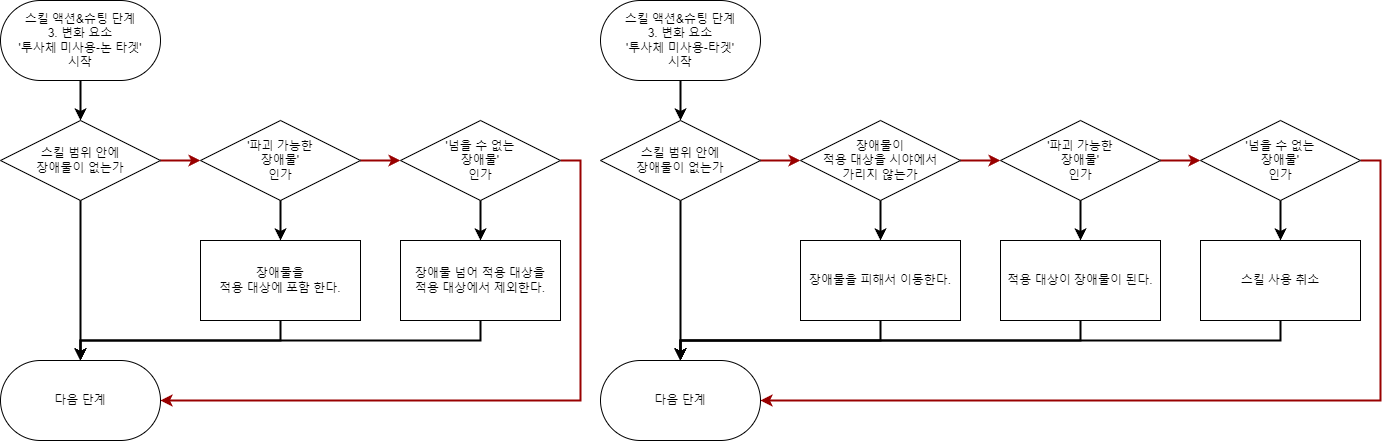 스킬 액션&슈팅 단계
3. 변화 요소
'투사체 미사용-논 타겟'
시작
스킬 범위 안에
장애물이 없는가
'파괴 가능한
장애물'
인가
'넘을 수 없는
장애물'
인가
장애물을
적용 대상에 포함 한다.
장애물 넘어 적용 대상을
적용 대상에서 제외한다.
다음 단계
스킬 액션&슈팅 단계
3. 변화 요소
'투사체 미사용-타겟'
시작
스킬 범위 안에
장애물이 없는가
장애물이
적용 대상을 시야에서
가리지 않는가
'파괴 가능한
장애물'
인가
'넘을 수 없는
장애물'
인가
장애물을 피해서 이동한다.
적용 대상이 장애물이 된다.
스킬 사용 취소
다음 단계